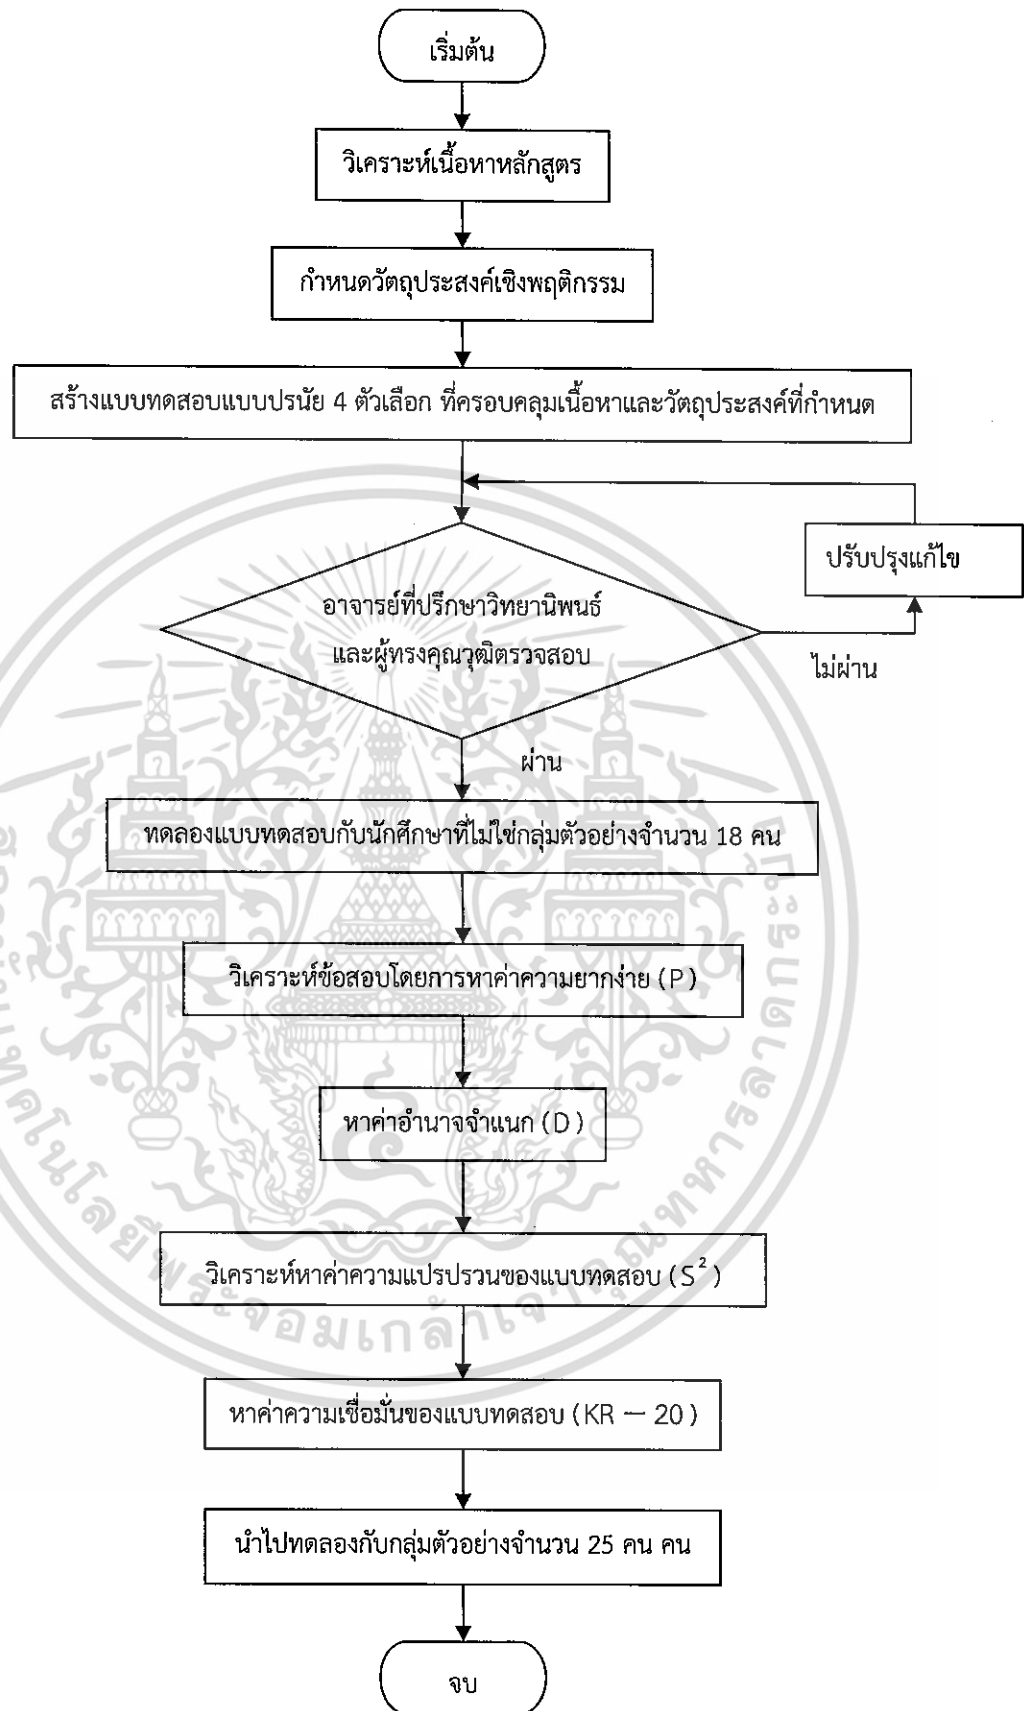 เริ่มต้น
วิเคราะห์เนื้อหาหลักสูตร
กำหนดวัตถุประสงค์เชิงพฤติกรรม
สร้างแบบทดสอบแบบปรนัย 4 ตัวเลือก ที่ครอบคลุมเนื้อหาและวัตถุประสงค์ที่กำหนด
ปรับปรุงแก้ไข
อาจารย์ที่ปรึกษาวิทยานิพนธ์
และผู้ทรงคุณวุฒิตรวจสอบ
ไม่ผ่าน
ผ่าน
ทดลองแบบทดสอบกับนักศึกษาที่ไม่ใช่กลุ่มตัวอย่างจำนวน 18 คน
วิเคราะห์ข้อสอบโดยการหาค่าความยากง่าย (P)
หาค่าอำนาจจำแนก (D)
วิเคราะห์หาค่าความแปรปรวนของแบบทดสอบ (S²)
หาค่าความเชื่อมั่นของแบบทดสอบ (KR — 20)
นำไปทดลองกับกลุ่มตัวอย่างจำนวน 25 คน คน
จบ